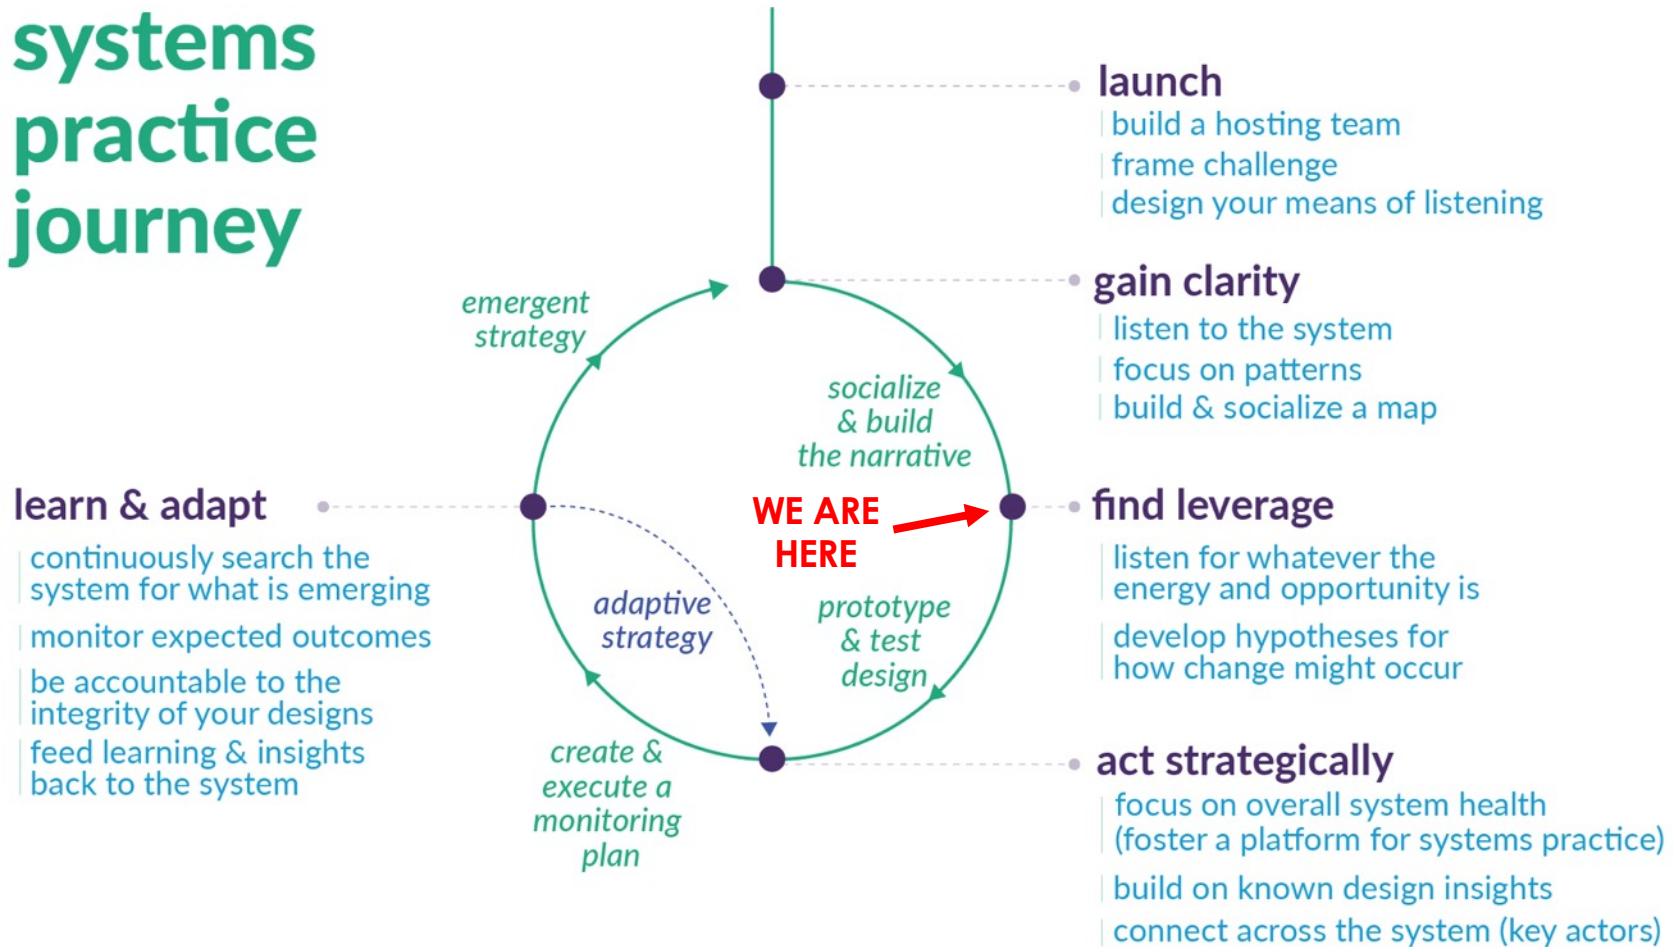 systems
practice
journey
launch
build a hosting team
frame challenge
design your means of listening
gain clarity
listen to the system
focus on patterns
build & socialize a map
emergent
strategy
socialize
& build
the narrative
WE ARE
HERE
find leverage
listen for whatever the
energy and opportunity is
develop hypotheses for
how change might occur
learn & adapt
continuously search the
system for what is emerging
monitor expected outcomes
be accountable to the
integrity of your designs
feed learning & insights
back to the system
adaptive
strategy
prototype
& test
design
create &
execute a
monitoring
plan
act strategically
focus on overall system health
(foster a platform for systems practice)
build on known design insights
connect across the system (key actors)